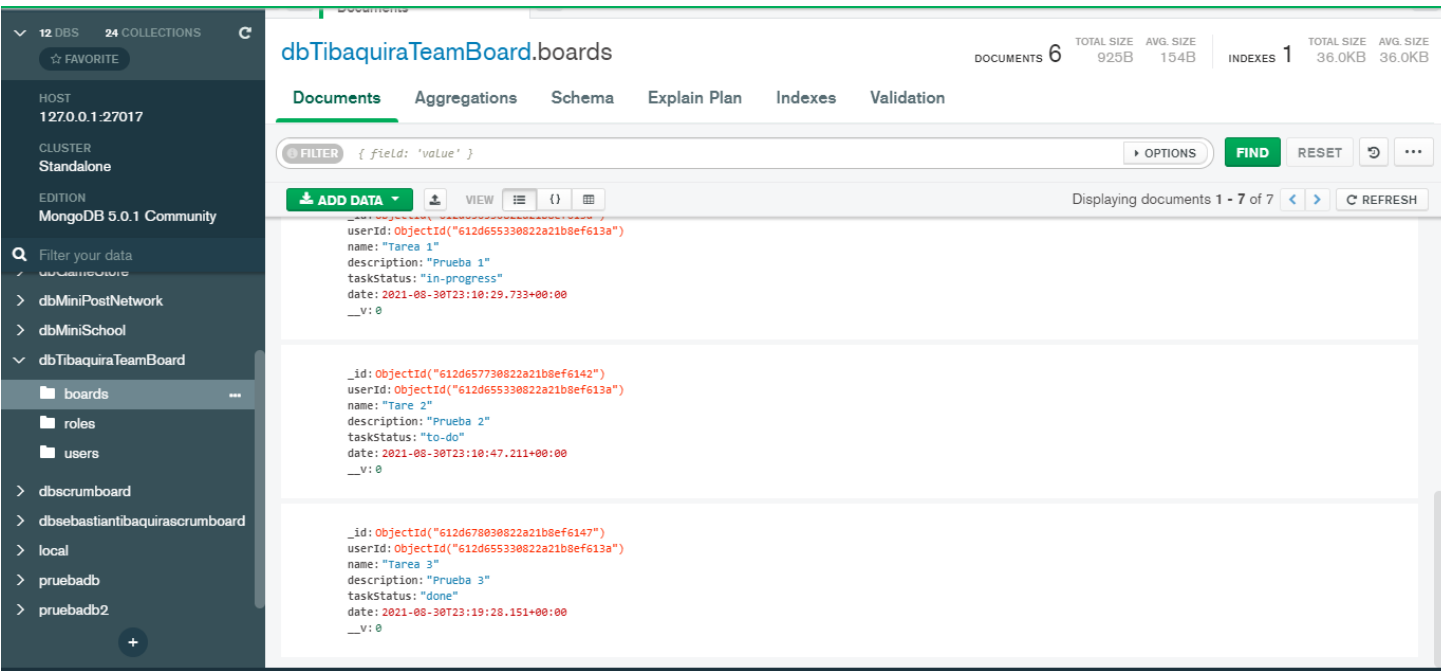 Documents
12 DBS 24 COLLECTIONS
FAVORITE
HOST
127.0.0.1:27017
CLUSTER
Standalone
EDITION
MongoDB 5.0.1 Community
Filter your data
dbGameStore
dbMiniPostNetwork
dbMiniSchool
dbTibaquiraTeamBoard
boards
roles
users
dbscrumboard
dbsebastiantibaquirascrumboard
local
pruebadb
pruebadb2
dbTibaquiraTeamBoard.boards
DOCUMENTS 6 TOTAL SIZE 925B AVG. SIZE 154B INDEXES 1 TOTAL SIZE 36.0KB AVG. SIZE 36.0KB
Documents Aggregations Schema Explain Plan Indexes Validation
FILTER { field: 'value' } OPTIONS FIND RESET ...
ADD DATA VIEW {} Displaying documents 1 - 7 of 7 < > REFRESH
userId: ObjectId("612d655330822a21b8ef613a")
name: "Tarea 1"
description: "Prueba 1"
taskStatus: "in-progress"
date: 2021-08-30T23:10:29.733+00:00
__v: 0
_id: ObjectId("612d657730822a21b8ef6142")
userId: ObjectId("612d655330822a21b8ef613a")
name: "Tare 2"
description: "Prueba 2"
taskStatus: "to-do"
date: 2021-08-30T23:10:47.211+00:00
__v: 0
_id: ObjectId("612d678030822a21b8ef6147")
userId: ObjectId("612d655330822a21b8ef613a")
name: "Tarea 3"
description: "Prueba 3"
taskStatus: "done"
date: 2021-08-30T23:19:28.151+00:00
__v: 0